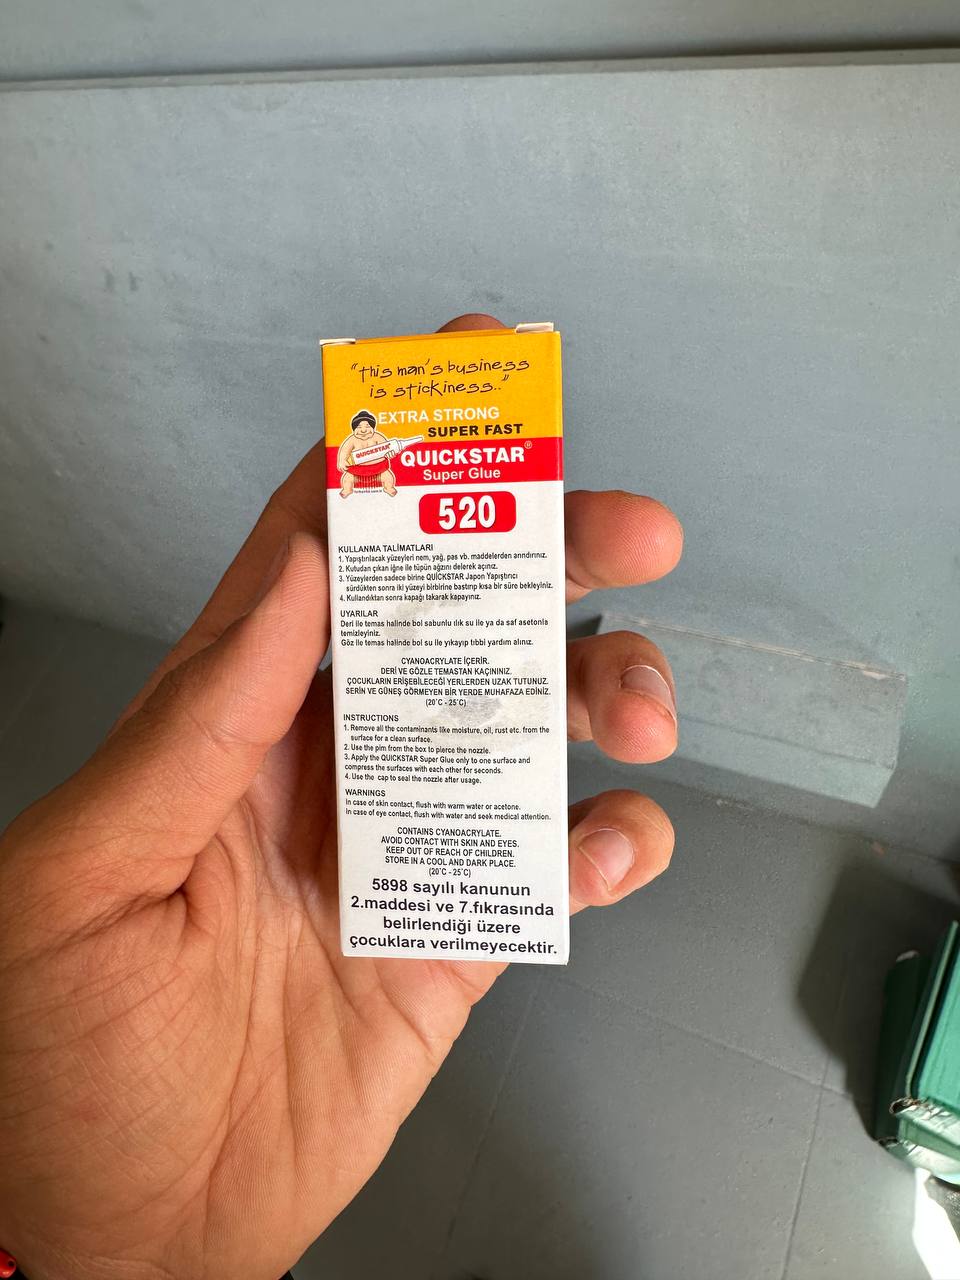 "this man's business
is stickiness.."
EXTRA STRONG
SUPER FAST
QUICKSTAR®
QUICKSTAR
Super Glue
520
KULLANMA TALİMATLARI
1. Yapıştırılacak yüzeyleri nem, yağ, pas vb. maddelerden arındırınız.
2. Kutudan çıkan iğne ile tüpün ağzını delerek açınız.
3. Yüzeylerden sadece birine QUİCKSTAR Japon Yapıştırıcı
sürdükten sonra iki yüzeyi birbirine bastırıp kısa bir süre bekleyiniz.
4. Kullandıktan sonra kapağı takarak kapayınız.
UYARILAR
Deri ile temas halinde bol sabunlu ılık su ile ya da saf asetonla
temizleyiniz.
Göz ile temas halinde bol su ile yıkayıp tıbbi yardım alınız.
CYANOACRYLATE İÇERİR.
DERİ VE GÖZLE TEMASTAN KAÇININIZ.
ÇOCUKLARIN ERİŞEBİLECEĞİ YERLERDEN UZAK TUTUNUZ.
SERİN VE GÜNEŞ GÖRMEYEN BİR YERDE MUHAFAZA EDİNİZ.
(20°C - 25°C)
INSTRUCTIONS
1. Remove all the contaminants like moisture, oil, rust etc. from the
surface for a clean surface.
2. Use the pim from the box to pierce the nozzle.
3. Apply the QUICKSTAR Super Glue only to one surface and
compress the surfaces with each other for seconds.
4. Use the cap to seal the nozzle after usage.
WARNINGS
In case of skin contact, flush with warm water or acetone.
In case of eye contact, flush with water and seek medical attention.
CONTAINS CYANOACRYLATE.
AVOID CONTACT WITH SKIN AND EYES.
KEEP OUT OF REACH OF CHILDREN.
STORE IN A COOL AND DARK PLACE.
(20°C - 25°C)
5898 sayılı kanunun
2.maddesi ve 7.fıkrasında
belirlendiği üzere
çocuklara verilmeyecektir.